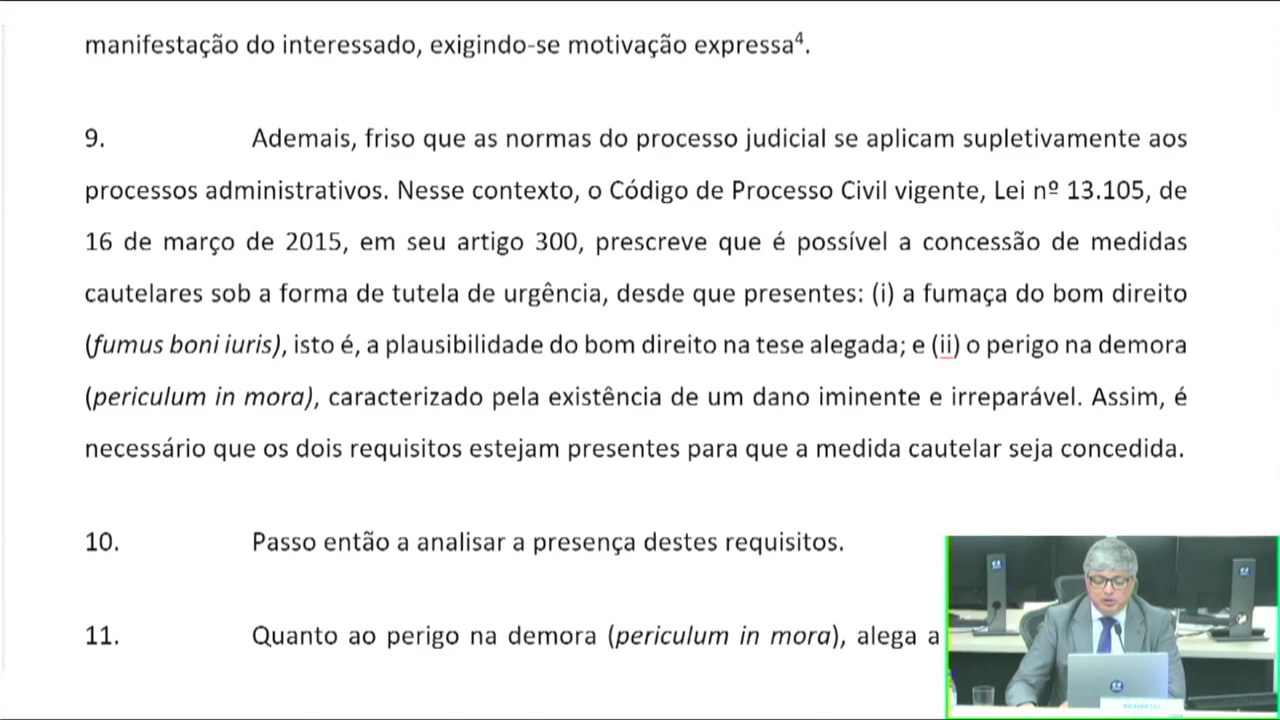 manifestação do interessado, exigindo-se motivação expressa⁴.
9. Ademais, friso que as normas do processo judicial se aplicam supletivamente aos
processos administrativos. Nesse contexto, o Código de Processo Civil vigente, Lei nº 13.105, de
16 de março de 2015, em seu artigo 300, prescreve que é possível a concessão de medidas
cautelares sob a forma de tutela de urgência, desde que presentes: (i) a fumaça do bom direito
(fumus boni iuris), isto é, a plausibilidade do bom direito na tese alegada; e (ii) o perigo na demora
(periculum in mora), caracterizado pela existência de um dano iminente e irreparável. Assim, é
necessário que os dois requisitos estejam presentes para que a medida cautelar seja concedida.
10. Passo então a analisar a presença destes requisitos.
11. Quanto ao perigo na demora (periculum in mora), alega a